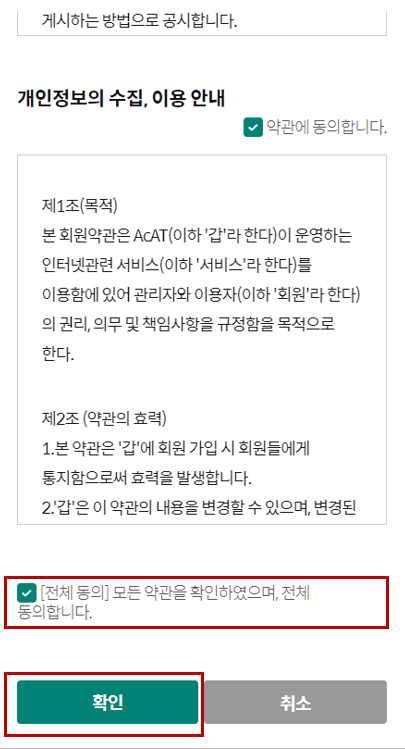 게시하는 방법으로 공시합니다.
개인정보의 수집, 이용 안내
약관에 동의합니다.
제1조(목적)
본 회원약관은 AcAT(이하 '갑'라 한다)이 운영하는
인터넷관련 서비스(이하 '서비스'라 한다)를
이용함에 있어 관리자와 이용자(이하 '회원'라 한다)
의 권리, 의무 및 책임사항을 규정함을 목적으로
한다.
제2조 (약관의 효력)
1.본 약관은 '갑'에 회원 가입 시 회원들에게
통지함으로써 효력을 발생합니다.
2.'갑'은 이 약관의 내용을 변경할 수 있으며, 변경된
[전체 동의] 모든 약관을 확인하였으며, 전체
동의합니다.
확인
취소